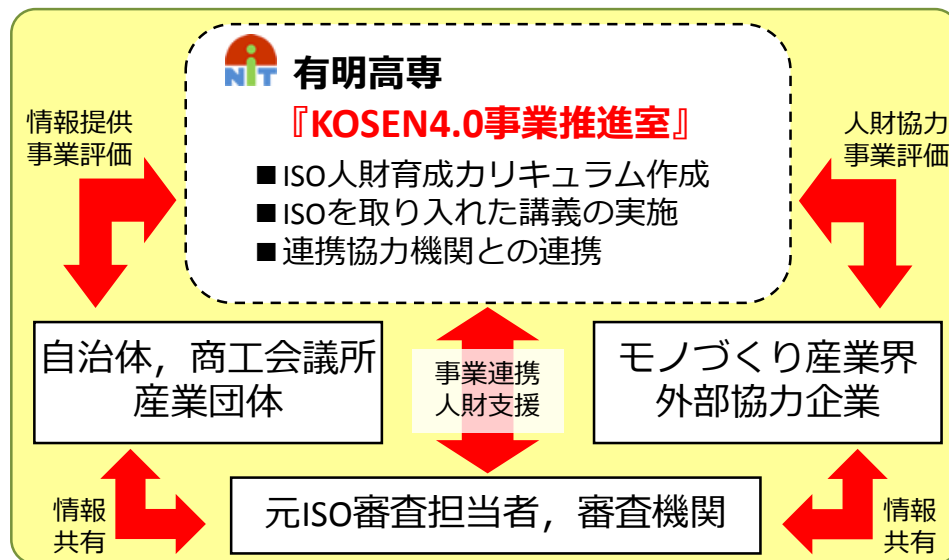 NiT 有明高専
『KOSEN4.0事業推進室』
■ISO人財育成カリキュラム作成
■ISOを取り入れた講義の実施
■連携協力機関との連携
情報提供
事業評価
人財協力
事業評価
自治体，商工会議所
産業団体
事業連携
人財支援
モノづくり産業界
外部協力企業
情報
共有
元ISO審査担当者，審査機関
情報
共有